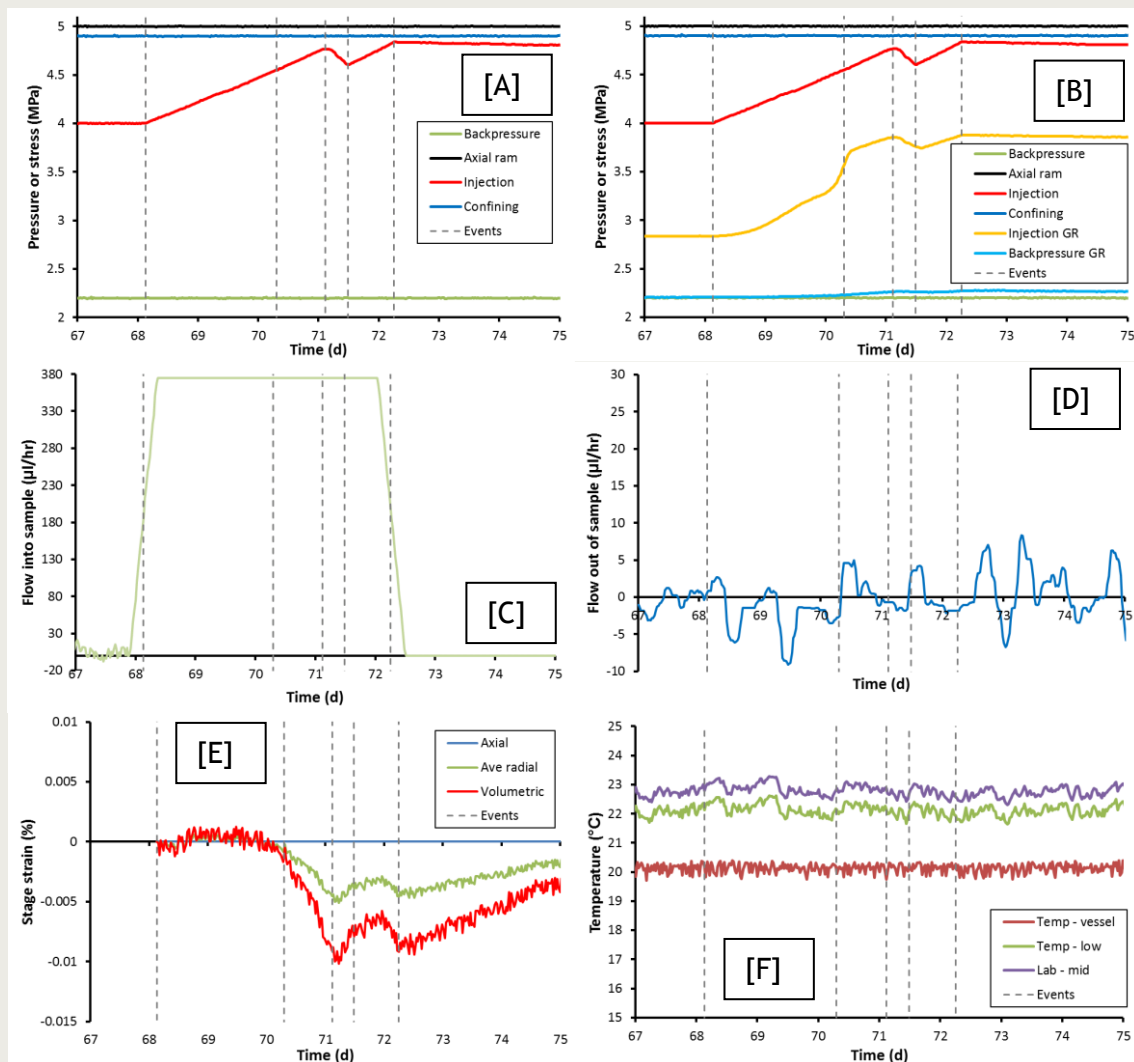 [A]
Pressure or stress (MPa)
5
4.5
4
3.5
3
2.5
2
Backpressure
Axial ram
Injection
Confining
Events
67 68 69 70 71 72 73 74 75
Time (d)
[B]
Pressure or stress (MPa)
5
4.5
4
3.5
3
2.5
2
Backpressure
Axial ram
Injection
Confining
Injection GR
Backpressure GR
Events
67 68 69 70 71 72 73 74 75
Time (d)
[C]
Flow into sample (µl/hr)
380
330
280
230
180
130
80
30
-20
67 68 69 70 71 72 73 74 75
Time (d)
[D]
Flow out of sample (µl/hr)
30
25
20
15
10
5
0
-5
-10
67 68 69 70 71 72 73 74 75
Time (d)
[E]
Stage strain (%)
0.01
0.005
0
-0.005
-0.01
-0.015
Axial
Ave radial
Volumetric
Events
67 68 69 70 71 72 73 74 75
Time (d)
[F]
Temperature (°C)
25
24
23
22
21
20
19
18
17
16
15
Temp - vessel
Temp - low
Lab - mid
Events
67 68 69 70 71 72 73 74 75
Time (d)